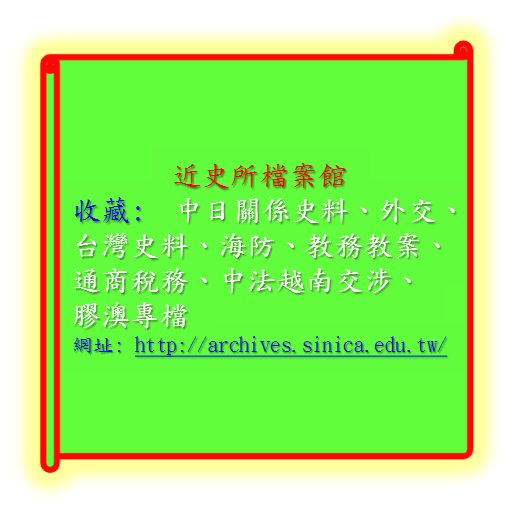 近史所檔案館
收藏: 中日關係史料、外交、
台灣史料、海防、教務教案、
通商稅務、中法越南交涉、
膠澳專檔
網址: http://archives.sinica.edu.tw/